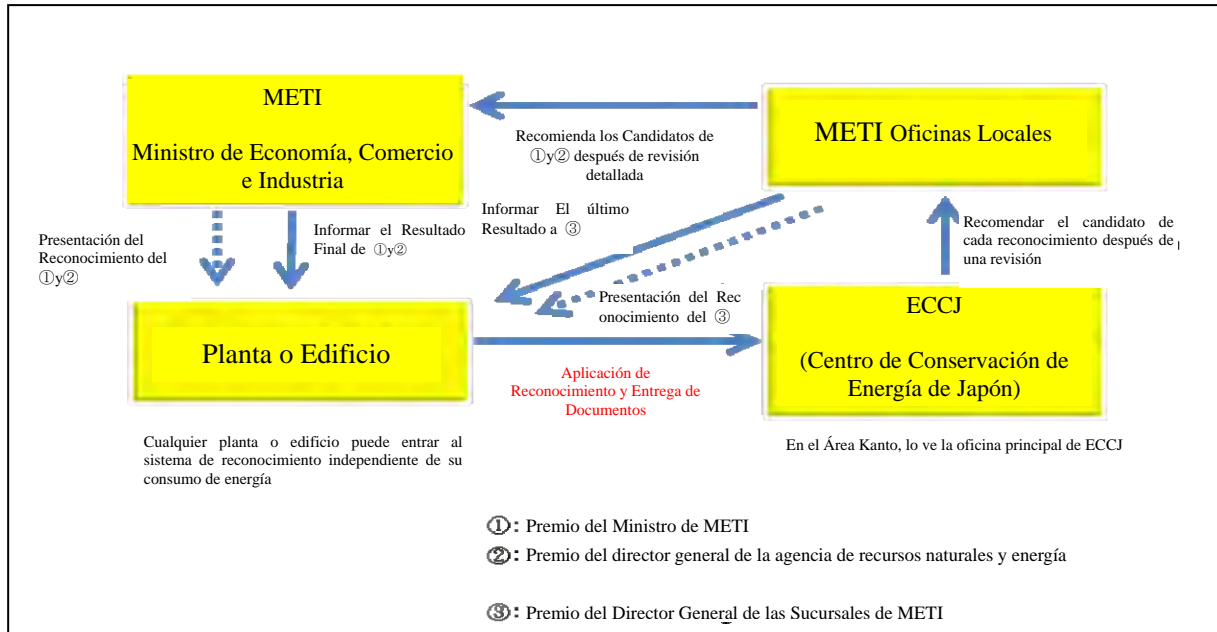 METI
Ministro de Economía, Comercio
e Industria
METI Oficinas Locales
Recomienda los Candidatos de
①y② después de revisión
detallada
Presentación del
Reconocimiento del
①y②
Informar el Resultado
Final de ①y②
Informar El último
Resultado a ③
Recomendar el candidato de
cada reconocimiento después de
una revisión
Presentación del Rec
onocimiento del ③
Planta o Edificio
ECCJ
(Centro de Conservación de
Energía de Japón)
Aplicación de
Reconocimiento y Entrega de
Documentos
Cualquier planta o edificio puede entrar al
sistema de reconocimiento independiente de su
consumo de energía
En el Área Kanto, lo ve la oficina principal de ECCJ
①: Premio del Ministro de METI
②: Premio del director general de la agencia de recursos naturales y energía
③: Premio del Director General de las Sucursales de METI